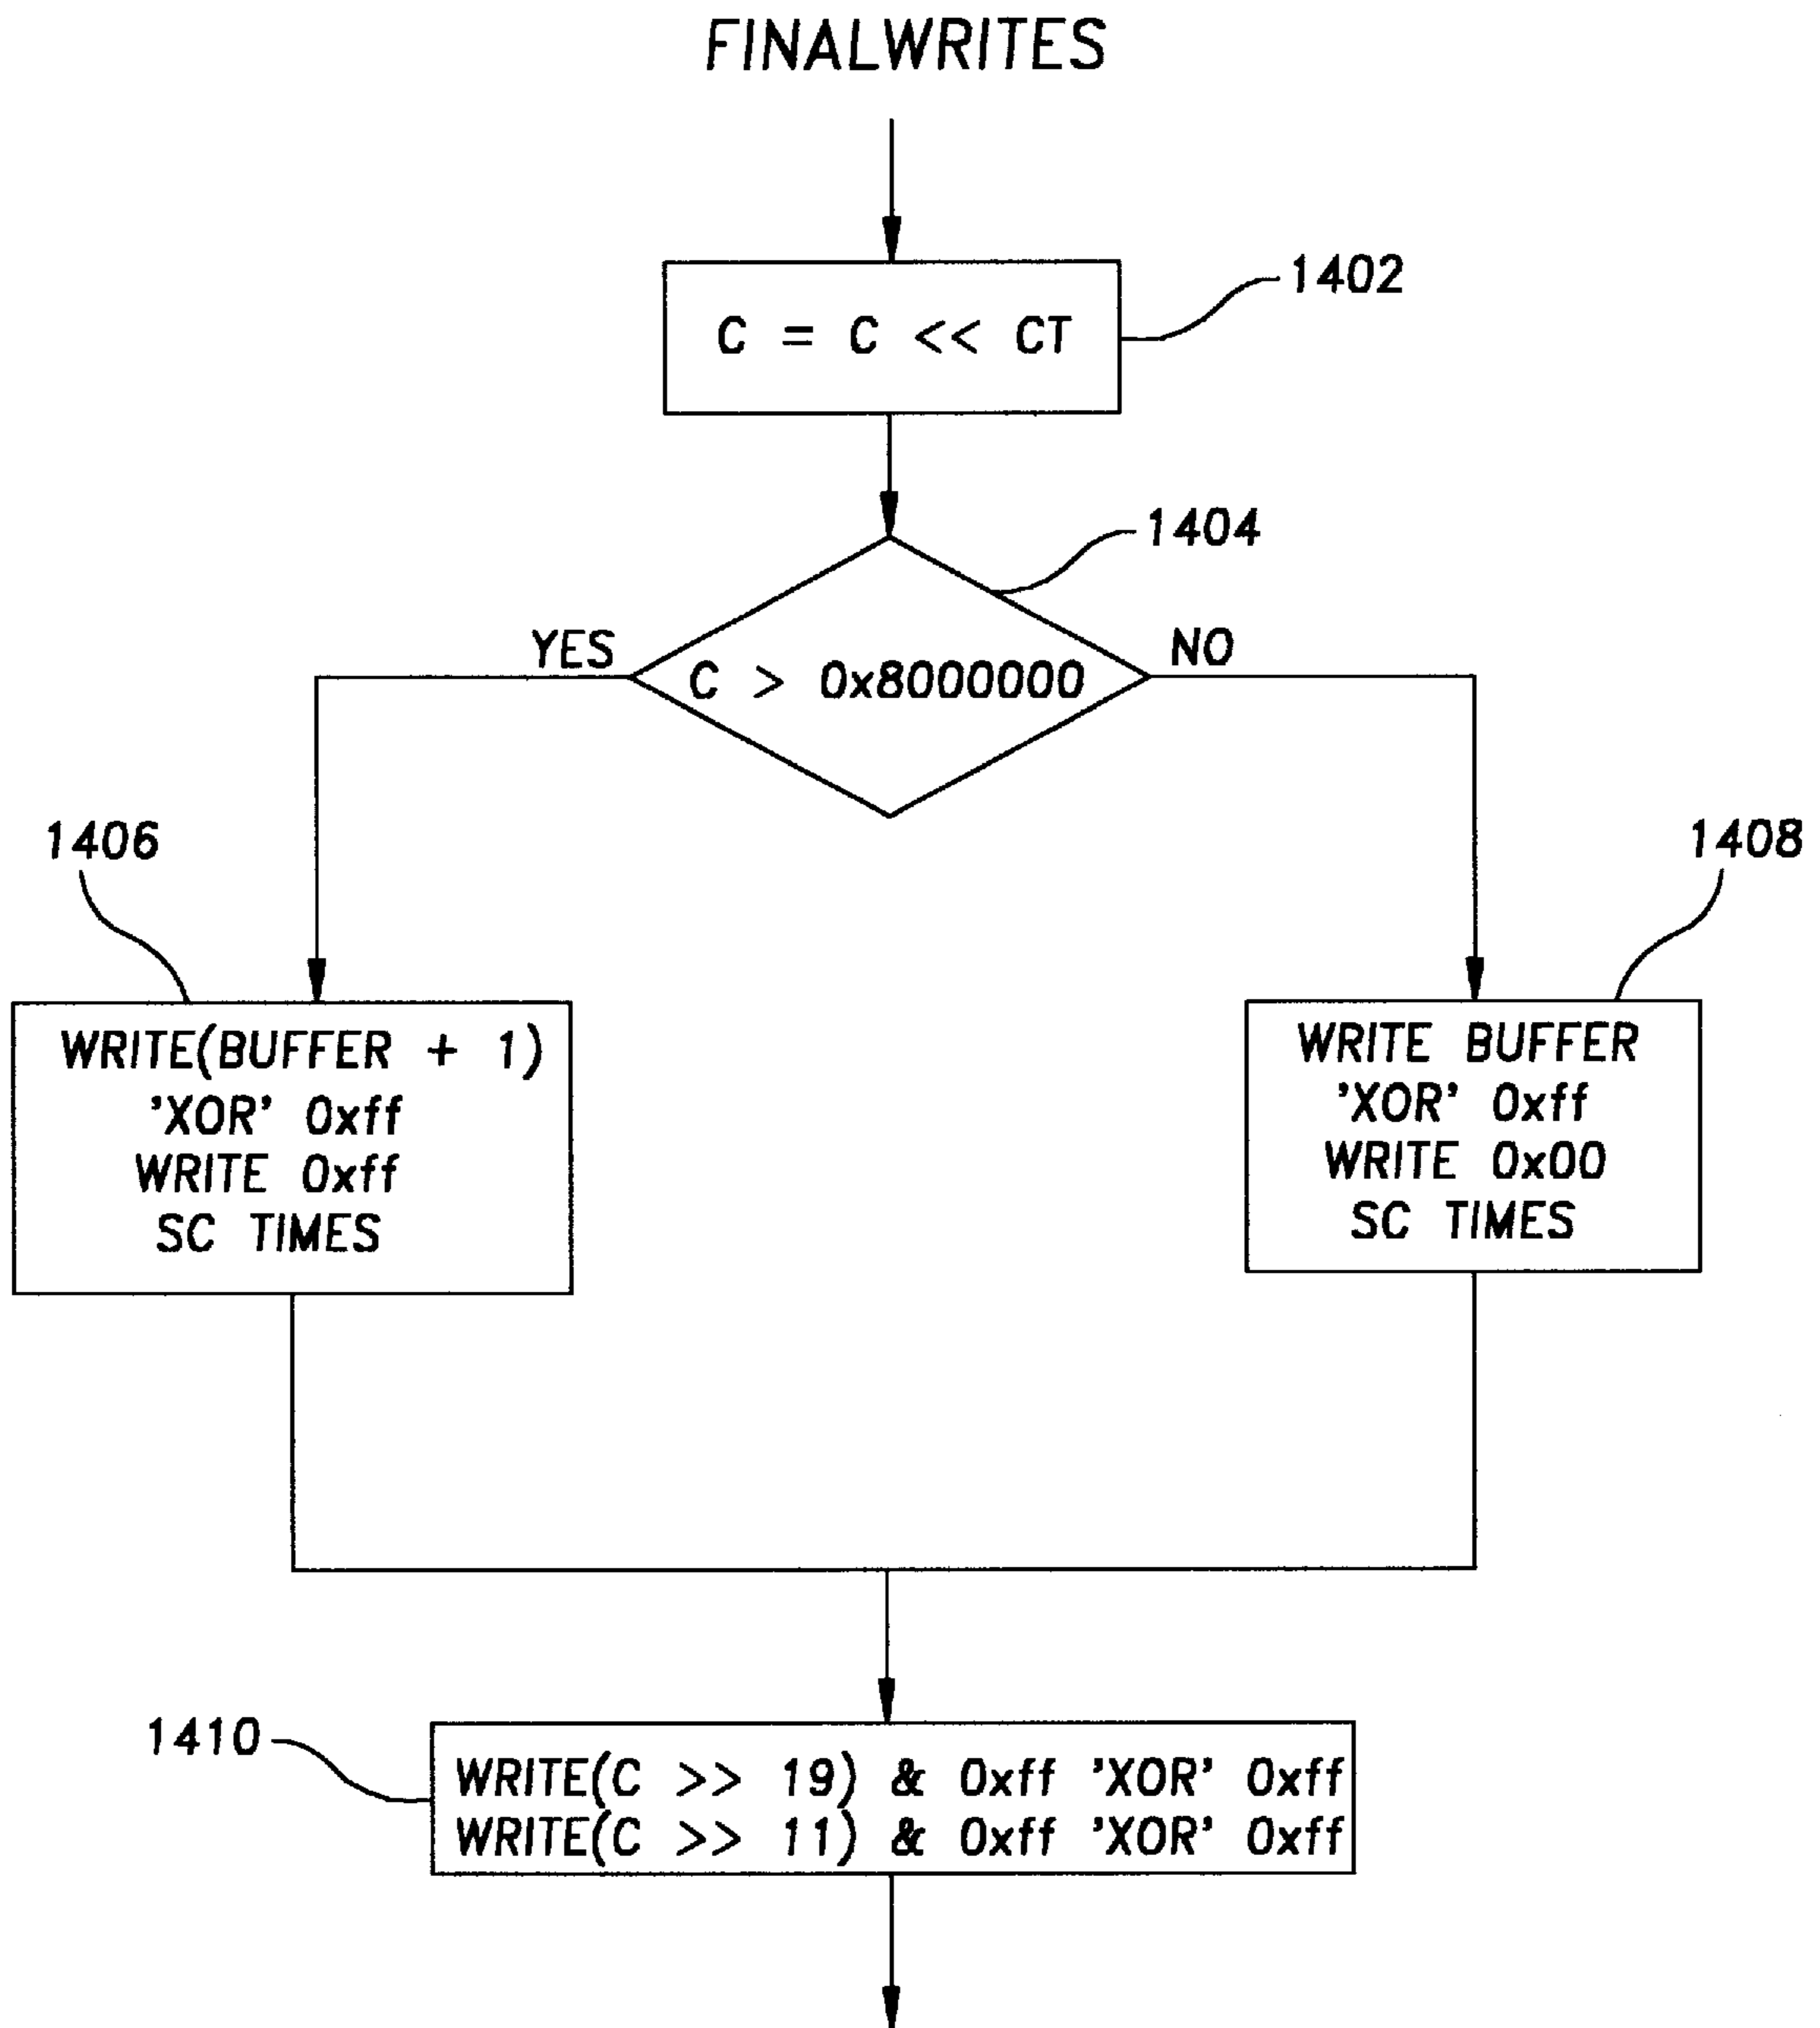 FINALWRITES
1402
C = C << CT
1404
YES
NO
C > 0x8000000
1406
1408
WRITE(BUFFER + 1)
'XOR' 0xff
WRITE 0xff
SC TIMES
WRITE BUFFER
'XOR' 0xff
WRITE 0x00
SC TIMES
1410
WRITE(C >> 19) & 0xff 'XOR' 0xff
WRITE(C >> 11) & 0xff 'XOR' 0xff